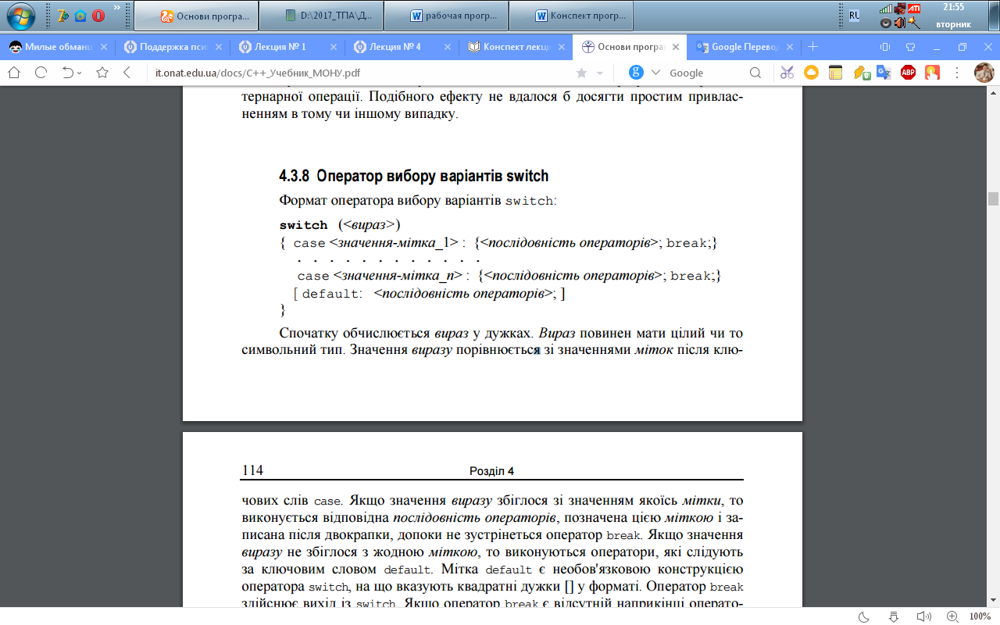 21:55
RU
вторник
Основи програ...
D:\2017_ТПА\Д...
рабочая прогр...
Конспект прогр...
Милые обманщ
Поддержка пси
Лекция № 1
Лекция № 4
Конспект лекци
Основи програ
Google Перевод
it.onat.edu.ua/docs/C++_Учебник_МОНУ.pdf
Google
ABP
тернарної операції. Подібного ефекту не вдалося б досягти простим привлас-
ненням в тому чи іншому випадку.
4.3.8 Оператор вибору варіантів switch
Формат оператора вибору варіантів switch:
switch (<вираз>)
{ case <значення-мітка_1> : {<послідовність операторів>; break;}
. . . . . . . . . . . .
case <значення-мітка_n> : {<послідовність операторів>; break;}
[ default: <послідовність операторів>; ]
}
Спочатку обчислюється вираз у дужках. Вираз повинен мати цілий чи то
символьний тип. Значення виразу порівнюється зі значеннями міток після клю-
114 Розділ 4
чових слів case. Якщо значення виразу збіглося зі значенням якоїсь мітки, то
виконується відповідна послідовність операторів, позначена цією міткою і за-
писана після двокрапки, допоки не зустрінеться оператор break. Якщо значення
виразу не збіглося з жодною міткою, то виконуються оператори, які слідують
за ключовим словом default. Мітка default є необов'язковою конструкцією
оператора switch, на що вказують квадратні дужки [] у форматі. Оператор break
здійснює вихід із switch. Якщо оператор break є відсутній наприкінці операто-
100%